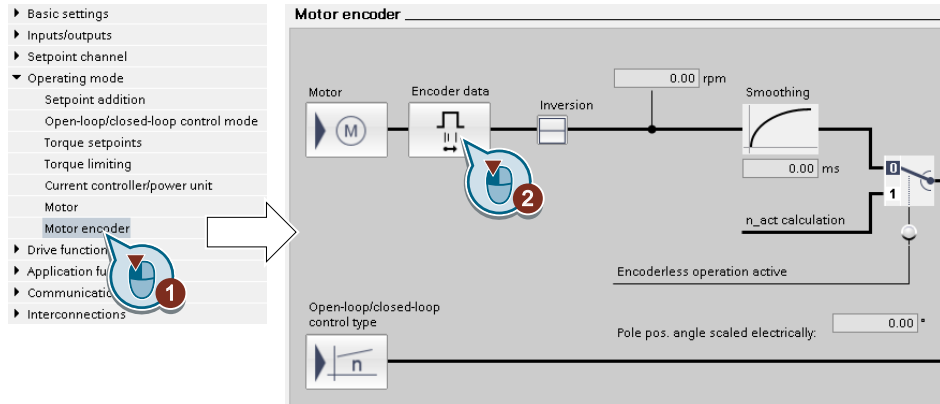 Basic settings
Inputs/outputs
Setpoint channel
Operating mode
Setpoint addition
Open-loop/closed-loop control mode
Torque setpoints
Torque limiting
Current controller/power unit
Motor
Motor encoder
Drive function
Application fu
Communicatio
Interconnections
1
Motor encoder
0.00 rpm
Motor
Encoder data
Inversion
Smoothing
M
0.00 ms
2
0
1
n_act calculation
Encoderless operation active
Open-loop/closed-loop
control type
Pole pos. angle scaled electrically:
0.00 °
n